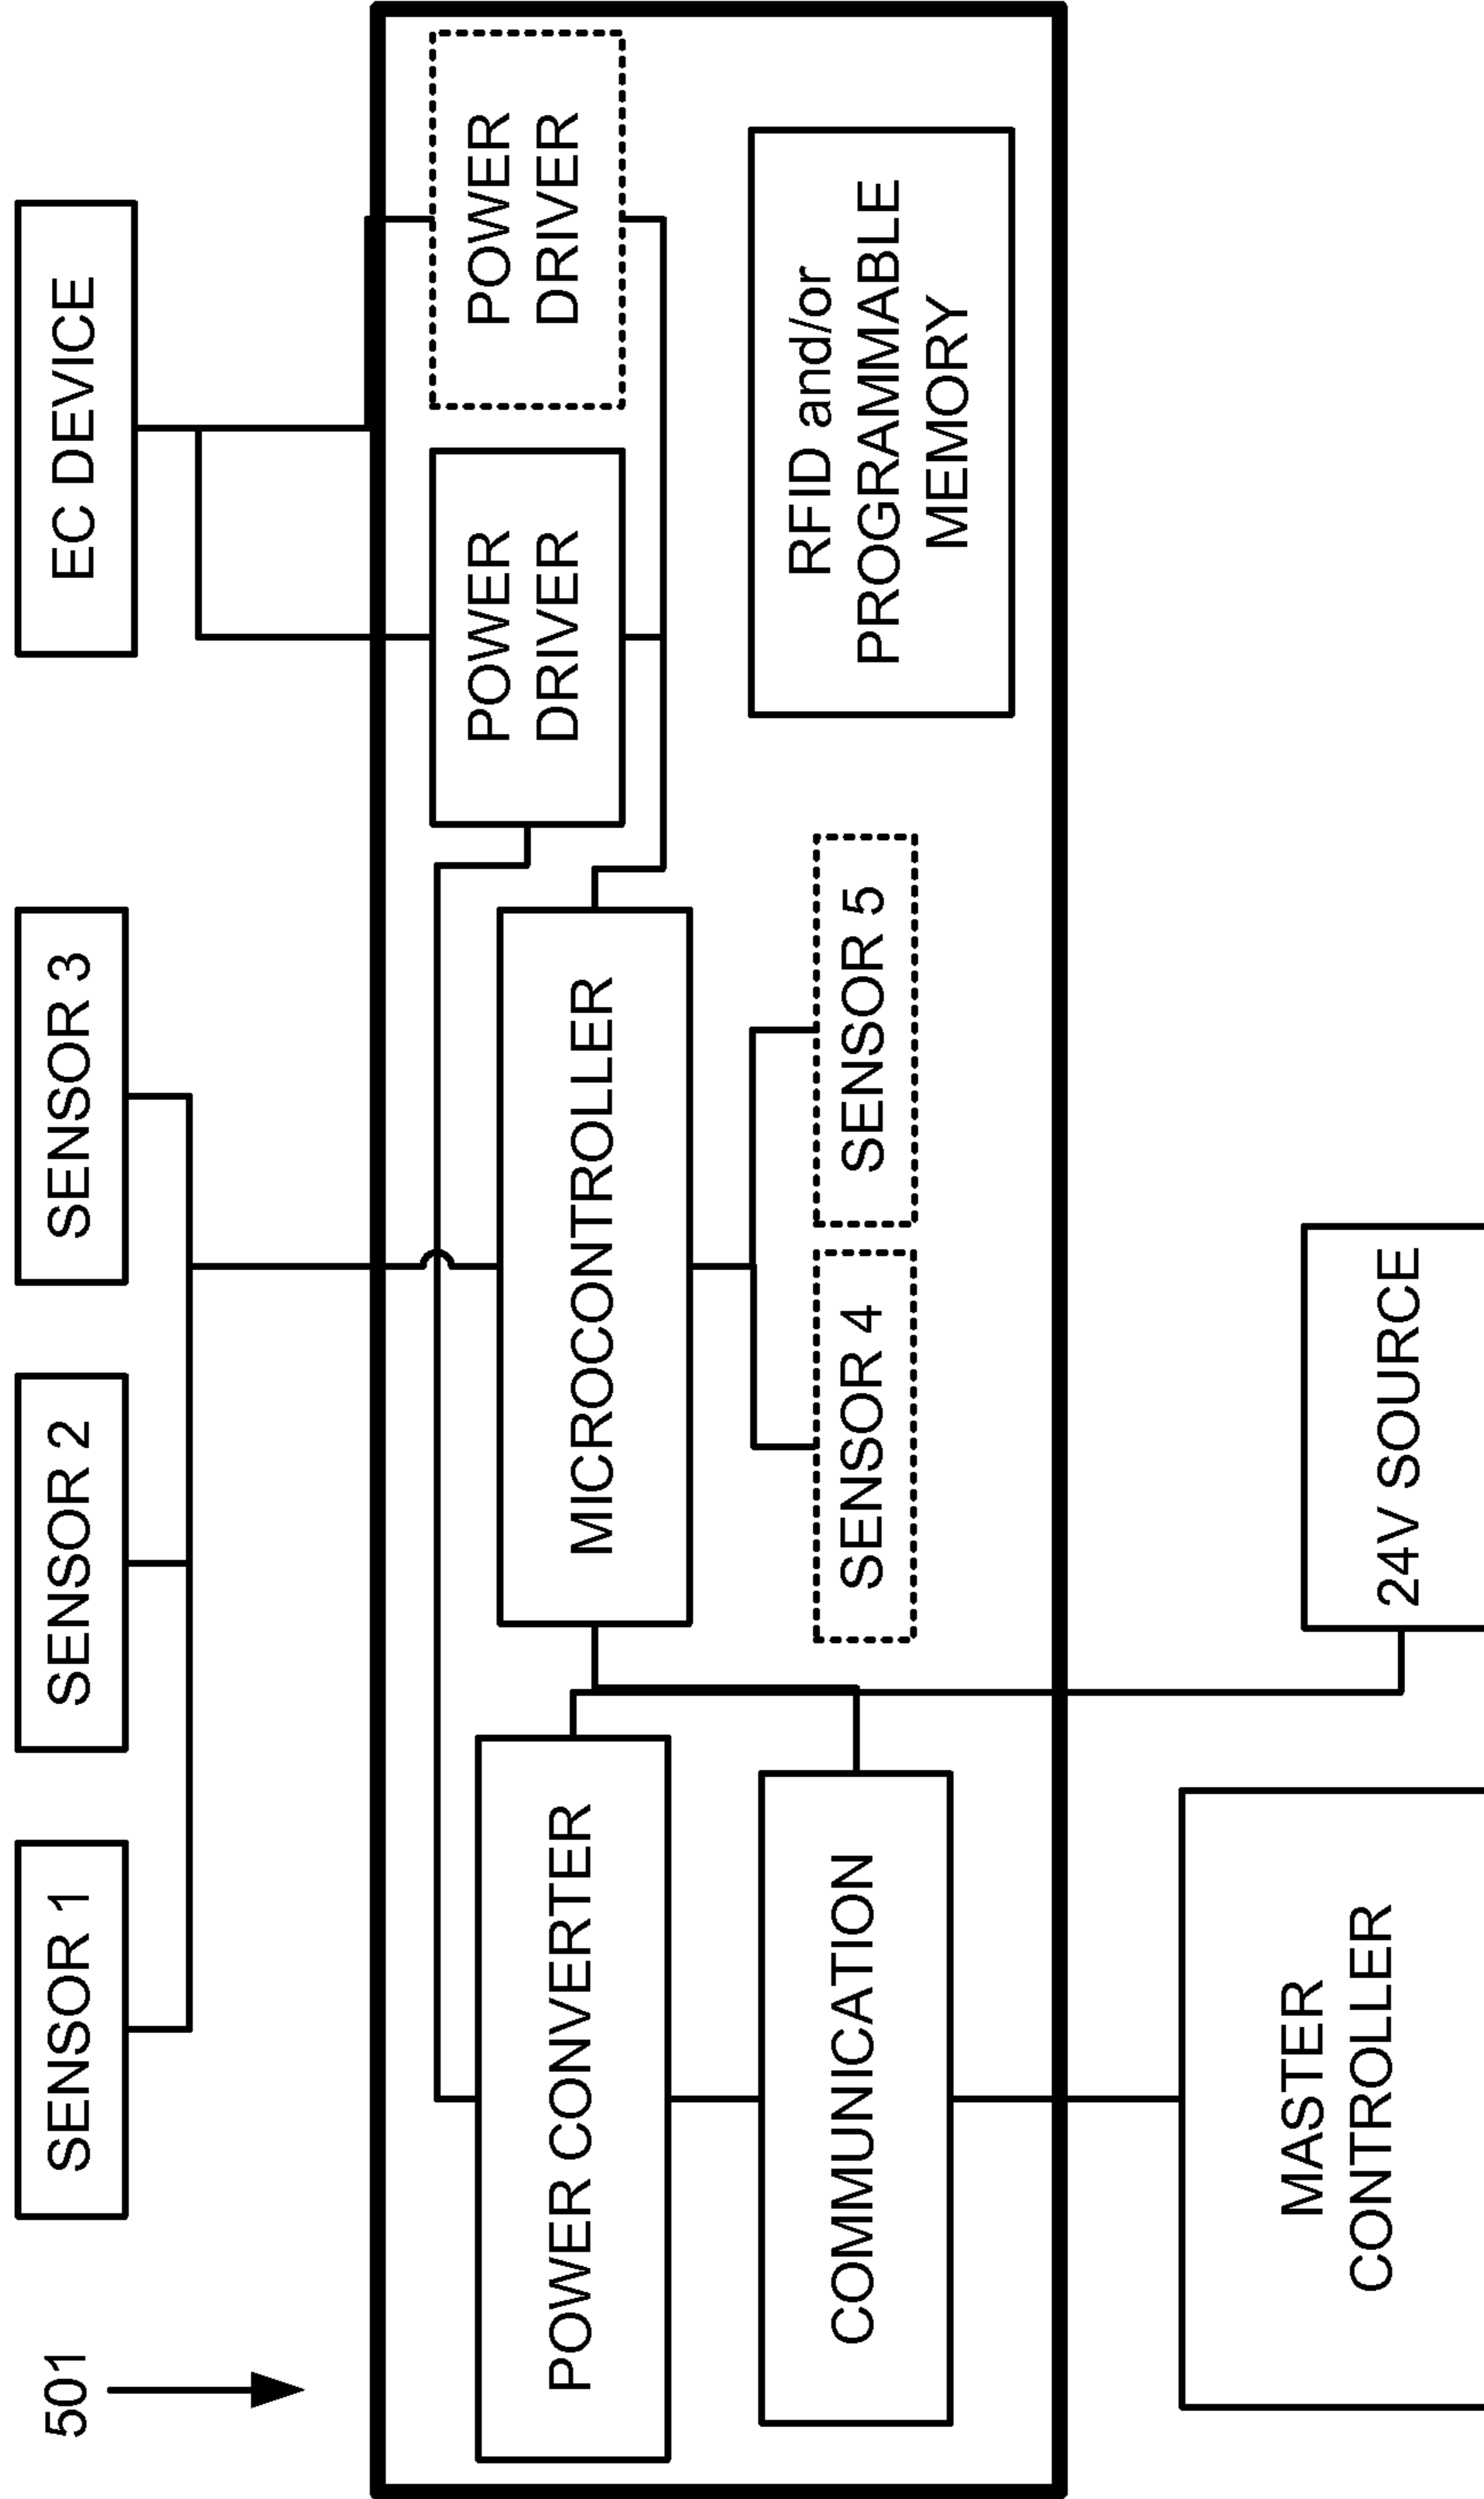 501
SENSOR 1
SENSOR 2
SENSOR 3
EC DEVICE
POWER CONVERTER
MICROCONTROLLER
POWER
DRIVER
POWER
DRIVER
COMMUNICATION
SENSOR 4
SENSOR 5
RFID and/or
PROGRAMMABLE
MEMORY
MASTER
CONTROLLER
24V SOURCE